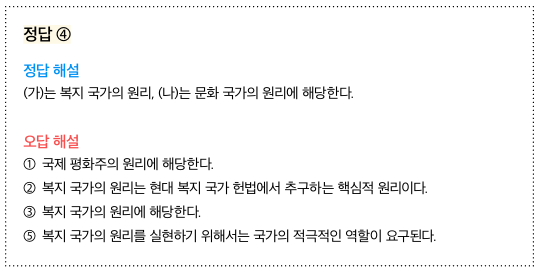 정답 ④
정답 해설
(가)는 복지 국가의 원리, (나)는 문화 국가의 원리에 해당한다.
오답 해설
① 국제 평화주의 원리에 해당한다.
② 복지 국가의 원리는 현대 복지 국가 헌법에서 추구하는 핵심적 원리이다.
③ 복지 국가의 원리에 해당한다.
⑤ 복지 국가의 원리를 실현하기 위해서는 국가의 적극적인 역할이 요구된다.